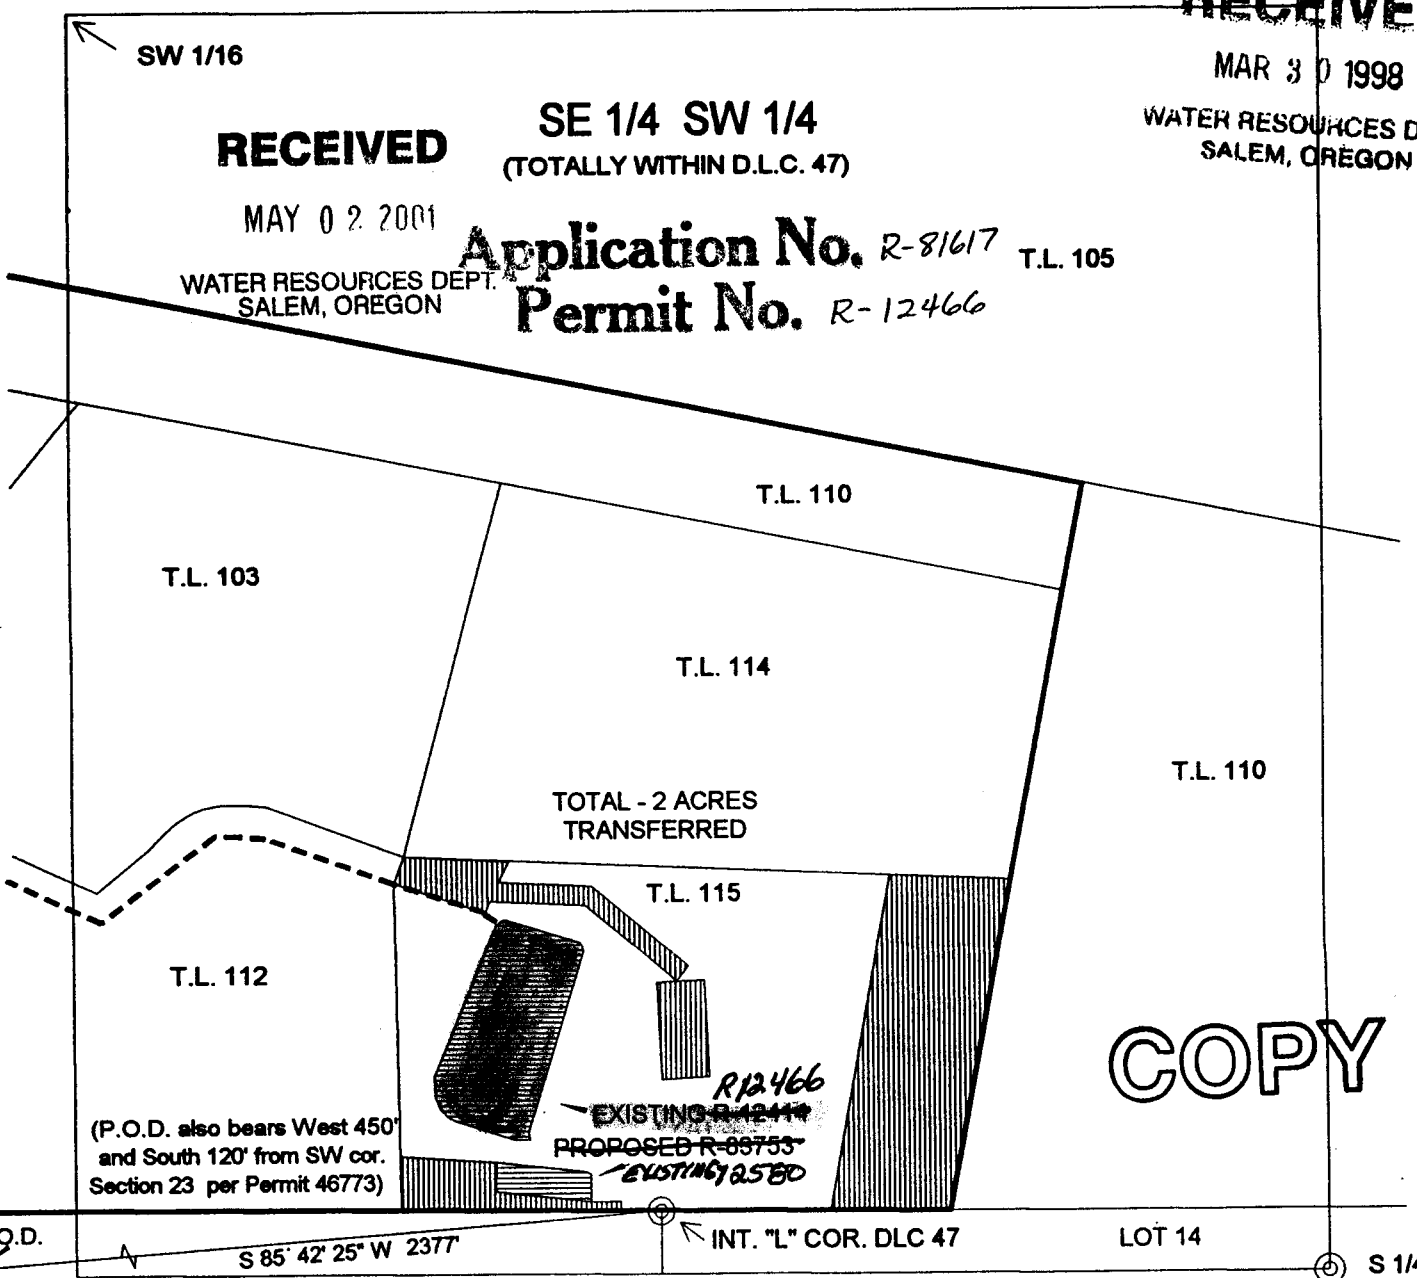 SW 1/16
MAR 30 1998
WATER RESOURCES D
SALEM, OREGON
SE 1/4 SW 1/4
(TOTALLY WITHIN D.L.C. 47)
RECEIVED
MAY 02 2001
WATER RESOURCES DEPT.
SALEM, OREGON
Application No. R-81617
Permit No. R-12466
T.L. 105
T.L. 110
T.L. 103
T.L. 114
T.L. 110
TOTAL - 2 ACRES
TRANSFERRED
T.L. 115
T.L. 112
COPY
R12466
EXISTING R-12414
PROPOSED R-83753
EXISTING
(P.O.D. also bears West 450'
and South 120' from SW cor.
Section 23 per Permit 46773)
O.D.
S 85° 42' 25" W 2377'
INT. "L" COR. DLC 47
LOT 14
S 1/4